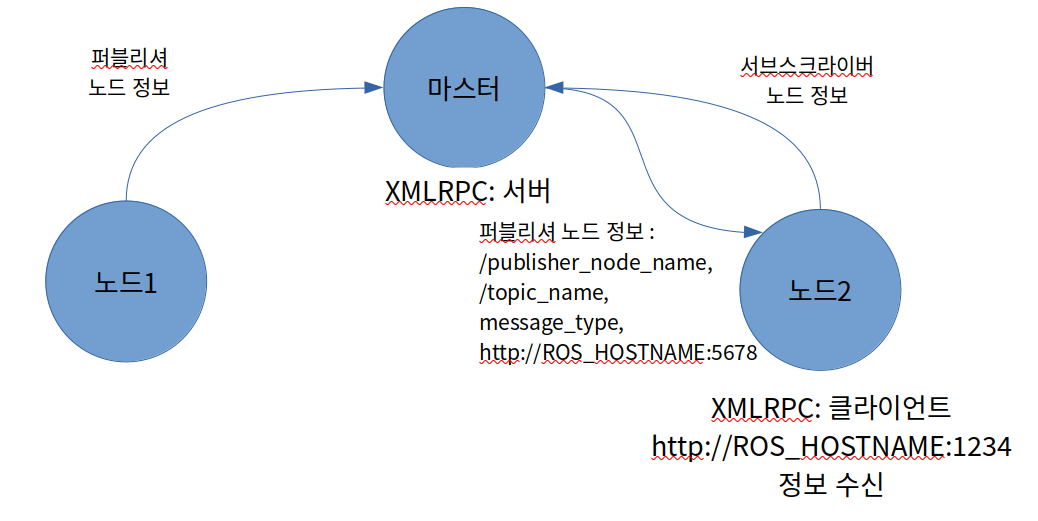 퍼블리셔
노드 정보
마스터
서브스크라이버
노드 정보
XMLRPC: 서버
퍼블리셔 노드 정보 :
/publisher_node_name,
/topic_name,
message_type,
http://ROS_HOSTNAME:5678
노드1
노드2
XMLRPC: 클라이언트
http://ROS_HOSTNAME:1234
정보 수신